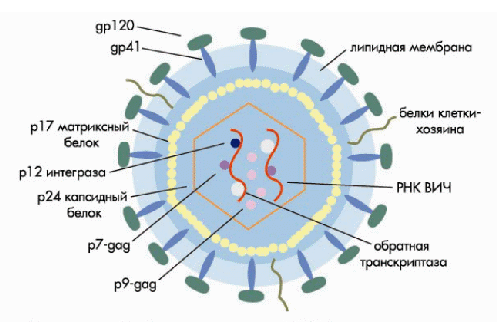 gp120
gp41
липидная мембрана
белки клетки-
хозяина
p17 матриксный
белок
p12 интеграза
p24 капсидный
белок
РНК ВИЧ
p7-gag
обратная
транскриптаза
p9-gag